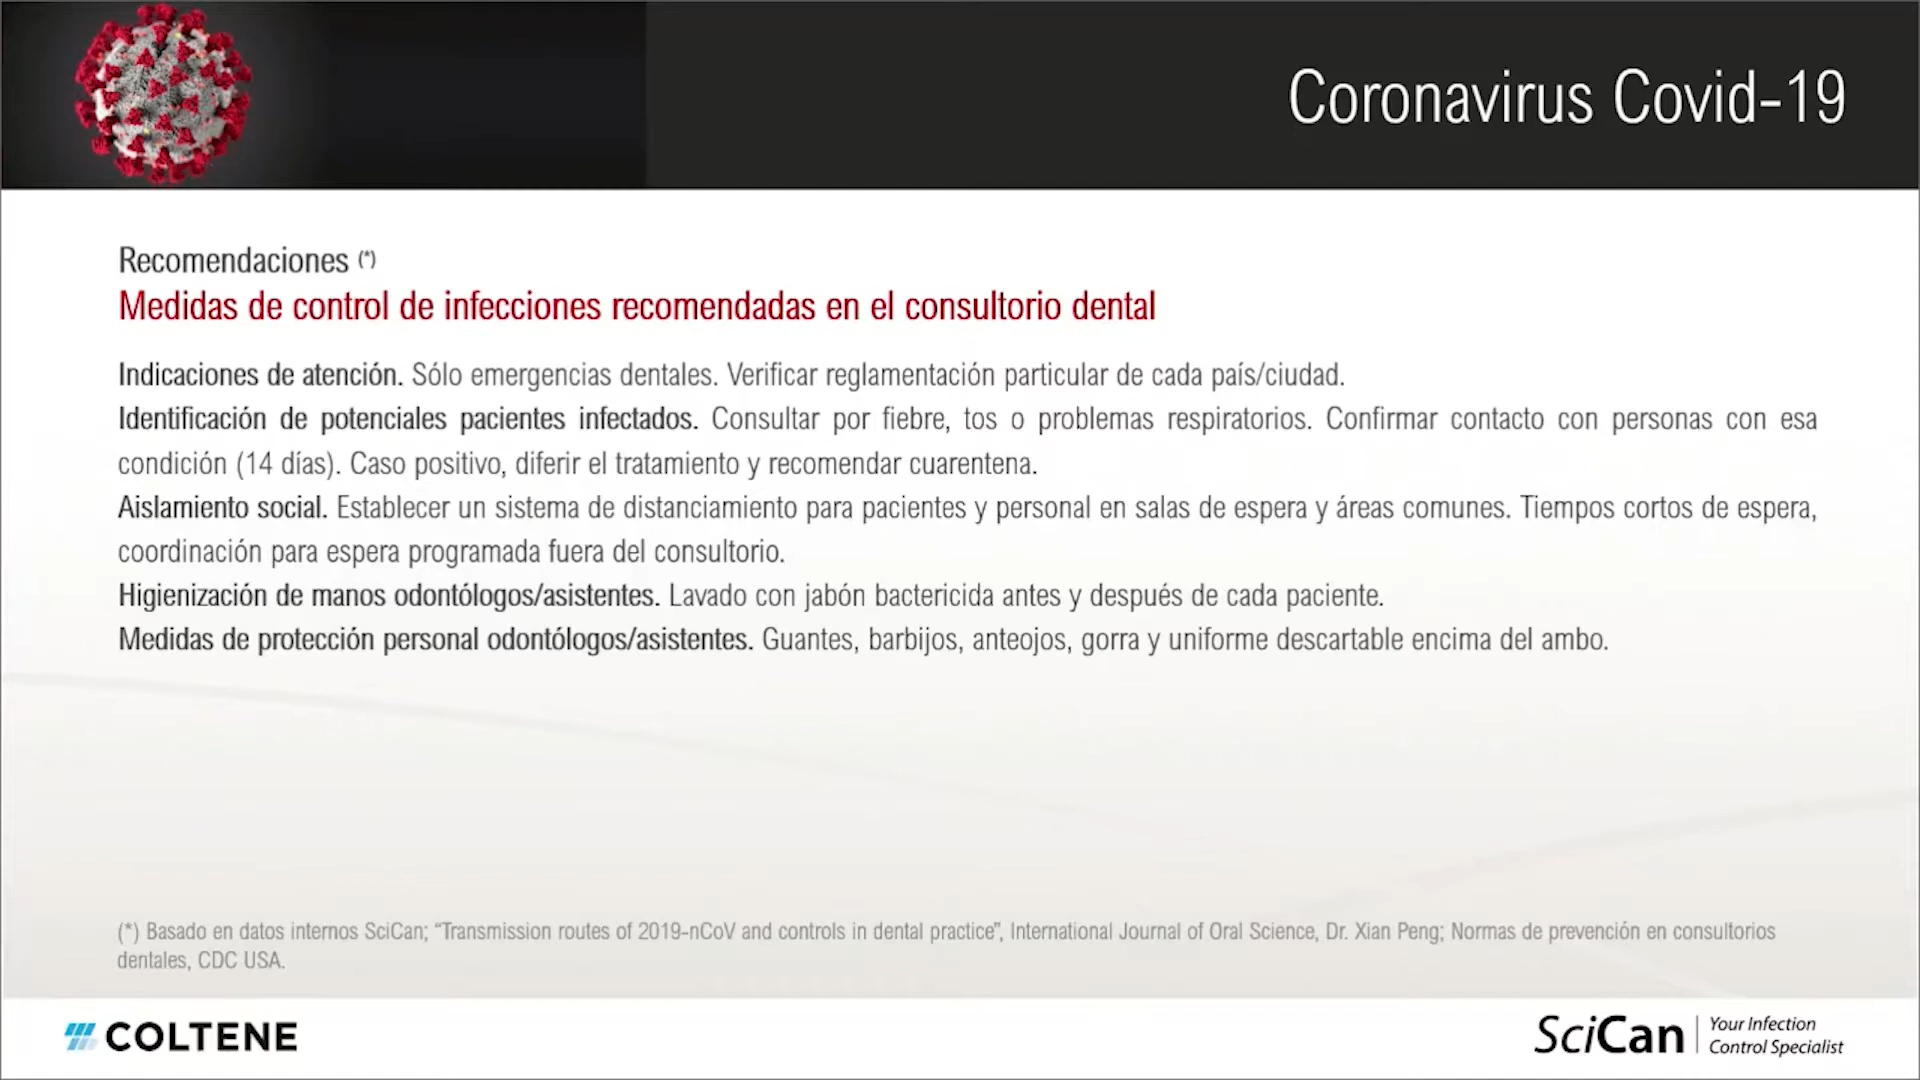 Coronavirus Covid-19
Recomendaciones (*)
Medidas de control de infecciones recomendadas en el consultorio dental
Indicaciones de atención. Sólo emergencias dentales. Verificar reglamentación particular de cada país/ciudad.
Identificación de potenciales pacientes infectados. Consultar por fiebre, tos o problemas respiratorios. Confirmar contacto con personas con esa
condición (14 días). Caso positivo, diferir el tratamiento y recomendar cuarentena.
Aislamiento social. Establecer un sistema de distanciamiento para pacientes y personal en salas de espera y áreas comunes. Tiempos cortos de espera,
coordinación para espera programada fuera del consultorio.
Higienización de manos odontólogos/asistentes. Lavado con jabón bactericida antes y después de cada paciente.
Medidas de protección personal odontólogos/asistentes. Guantes, barbijos, anteojos, gorra y uniforme descartable encima del ambo.
(*) Basado en datos internos SciCan; “Transmission routes of 2019-nCoV and controls in dental practice”, International Journal of Oral Science, Dr. Xian Peng; Normas de prevención en consultorios
dentales, CDC USA.
COLTENE
SciCan
Your Infection
Control Specialist